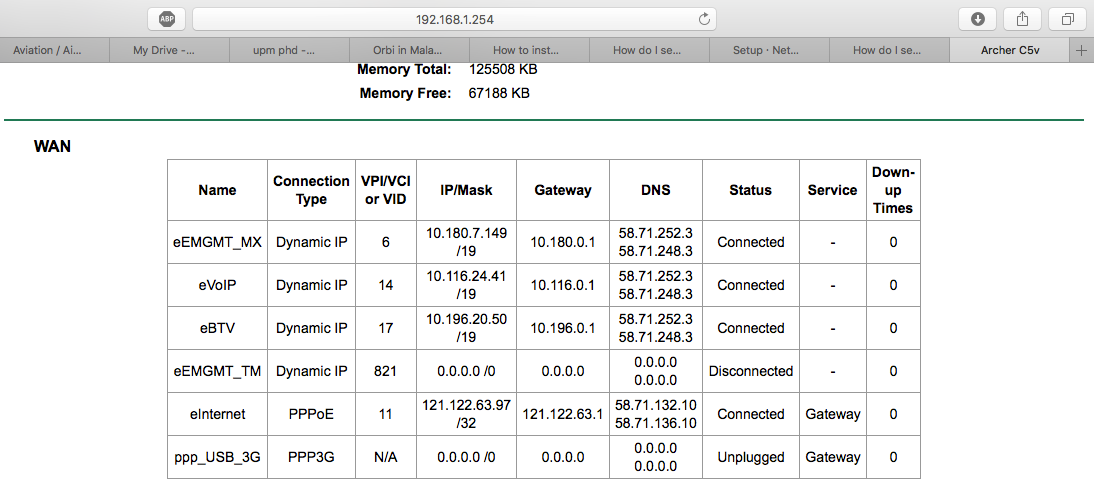 ABP
192.168.1.254
Aviation / Ai... My Drive -... upm phd -... Orbi in Mala... How to inst... How do I se... Setup · Net... How do I se... Archer C5v +
Memory Total: 125508 KB
Memory Free: 67188 KB
WAN
Name Connection Type VPI/VCI or VID IP/Mask Gateway DNS Status Service Down-up Times
eEMGMT_MX Dynamic IP 6 10.180.7.149 /19 10.180.0.1 58.71.252.3 58.71.248.3 Connected - 0
eVoIP Dynamic IP 14 10.116.24.41 /19 10.116.0.1 58.71.252.3 58.71.248.3 Connected - 0
eBTV Dynamic IP 17 10.196.20.50 /19 10.196.0.1 58.71.252.3 58.71.248.3 Connected - 0
eEMGMT_TM Dynamic IP 821 0.0.0.0 /0 0.0.0.0 0.0.0.0 0.0.0.0 Disconnected - 0
eInternet PPPoE 11 121.122.63.97 /32 121.122.63.1 58.71.132.10 58.71.136.10 Connected Gateway 0
ppp_USB_3G PPP3G N/A 0.0.0.0 /0 0.0.0.0 0.0.0.0 0.0.0.0 Unplugged Gateway 0